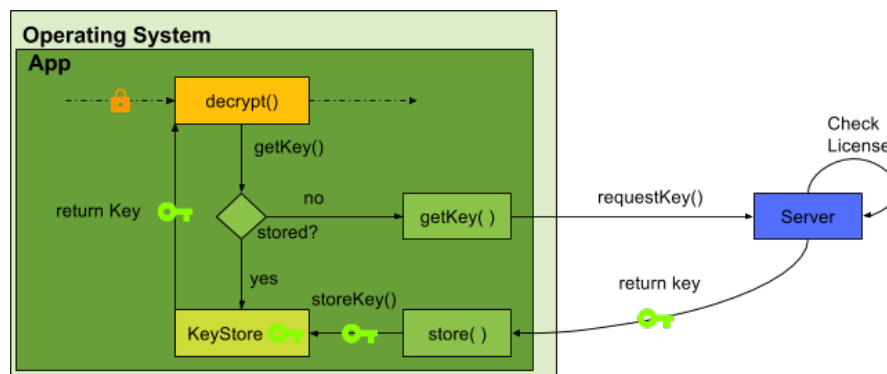 Operating System
App
decrypt()
getKey()
Check
License
return Key
no
requestKey()
stored?
getKey( )
Server
yes
storeKey()
return key
KeyStore
store( )